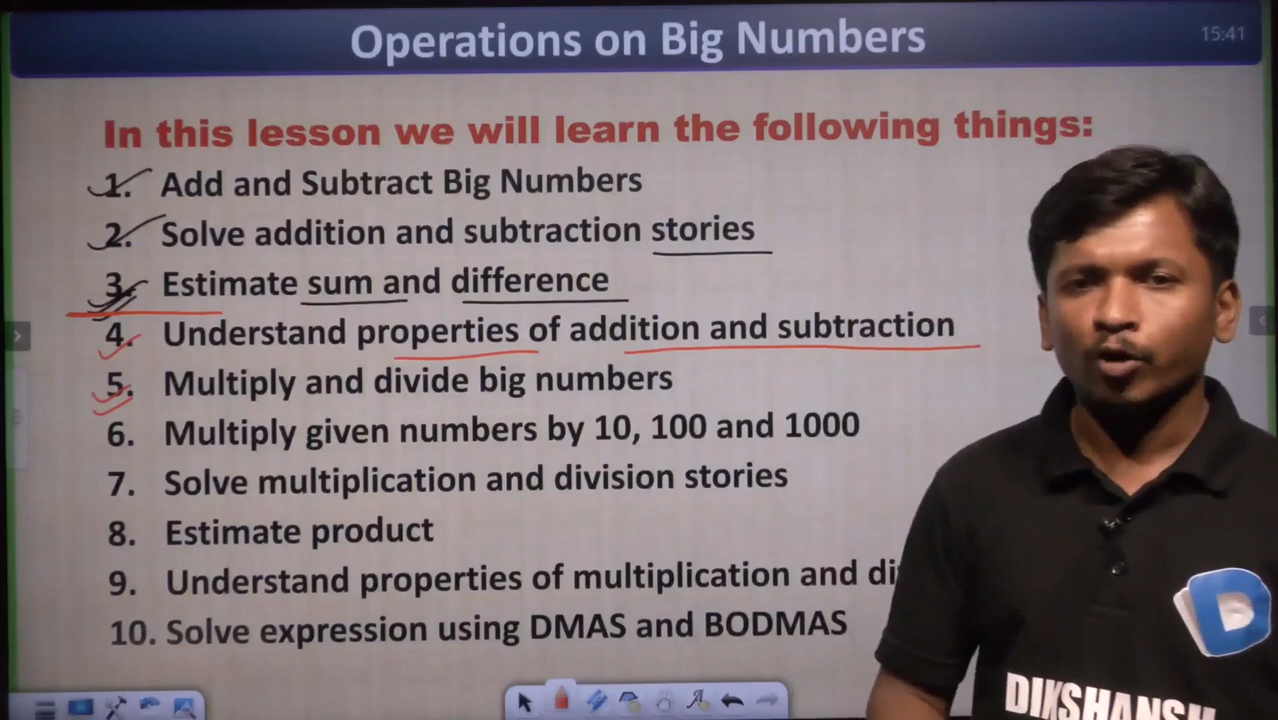 Operations on Big Numbers
15:41
In this lesson we will learn the following things:
1. Add and Subtract Big Numbers
2. Solve addition and subtraction stories
3. Estimate sum and difference
4. Understand properties of addition and subtraction
5. Multiply and divide big numbers
6. Multiply given numbers by 10, 100 and 1000
7. Solve multiplication and division stories
8. Estimate product
9. Understand properties of multiplication and di
10. Solve expression using DMAS and BODMAS
D
DIKSHANSH